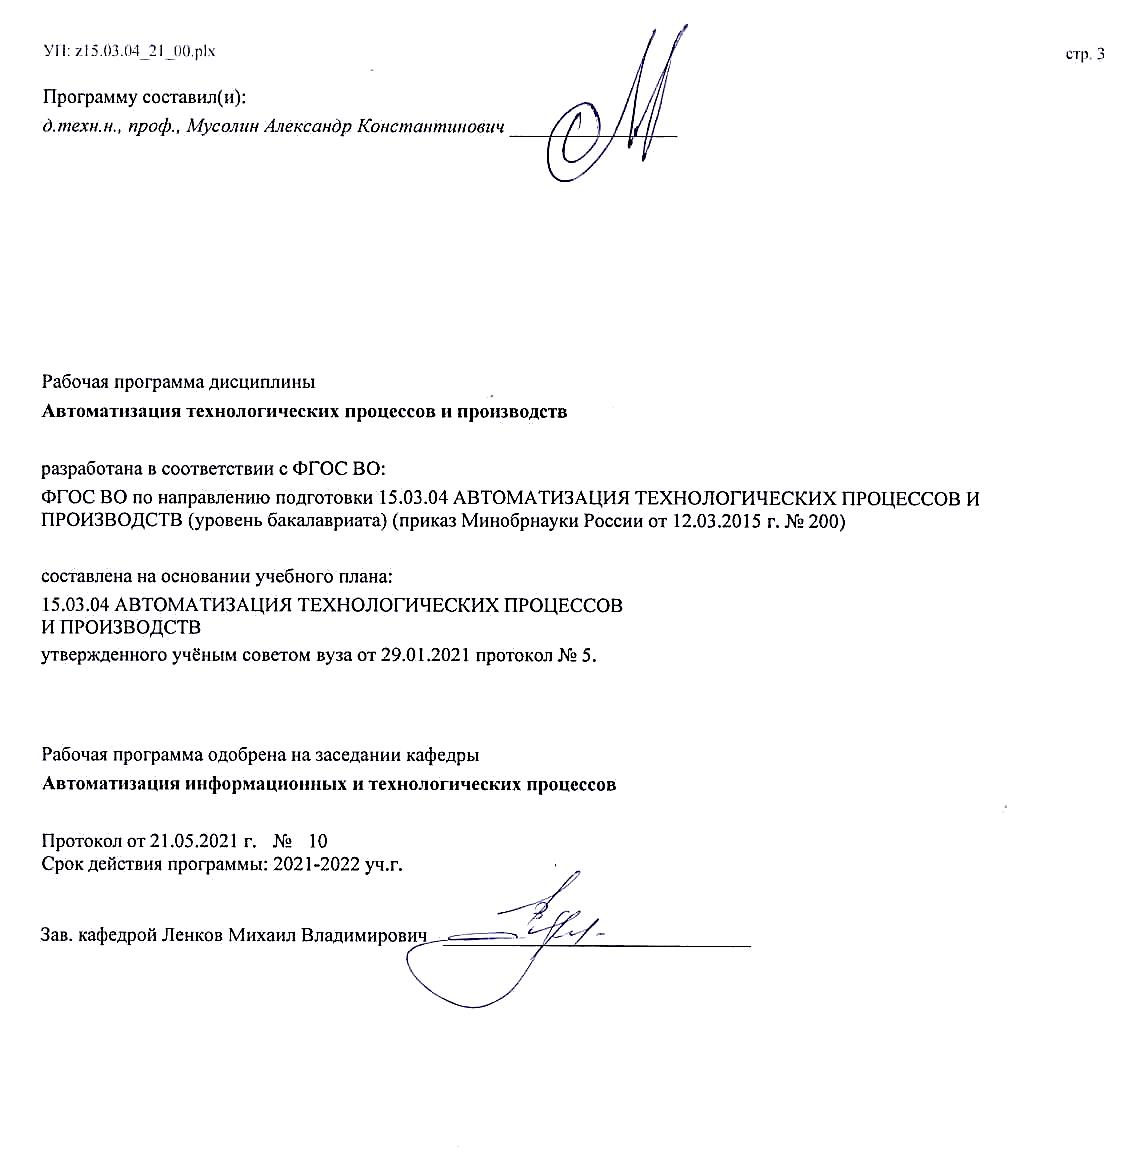 УП: z15.03.04_21_00.plx
стр. 3
Программу составил(и):
д.техн.н., проф., Мусолин Александр Константинович
Рабочая программа дисциплины
Автоматизация технологических процессов и производств
разработана в соответствии с ФГОС ВО:
ФГОС ВО по направлению подготовки 15.03.04 АВТОМАТИЗАЦИЯ ТЕХНОЛОГИЧЕСКИХ ПРОЦЕССОВ И
ПРОИЗВОДСТВ (уровень бакалавриата) (приказ Минобрнауки России от 12.03.2015 г. № 200)
составлена на основании учебного плана:
15.03.04 АВТОМАТИЗАЦИЯ ТЕХНОЛОГИЧЕСКИХ ПРОЦЕССОВ
И ПРОИЗВОДСТВ
утвержденного учёным советом вуза от 29.01.2021 протокол № 5.
Рабочая программа одобрена на заседании кафедры
Автоматизация информационных и технологических процессов
Протокол от 21.05.2021 г. № 10
Срок действия программы: 2021-2022 уч.г.
Зав. кафедрой Ленков Михаил Владимирович